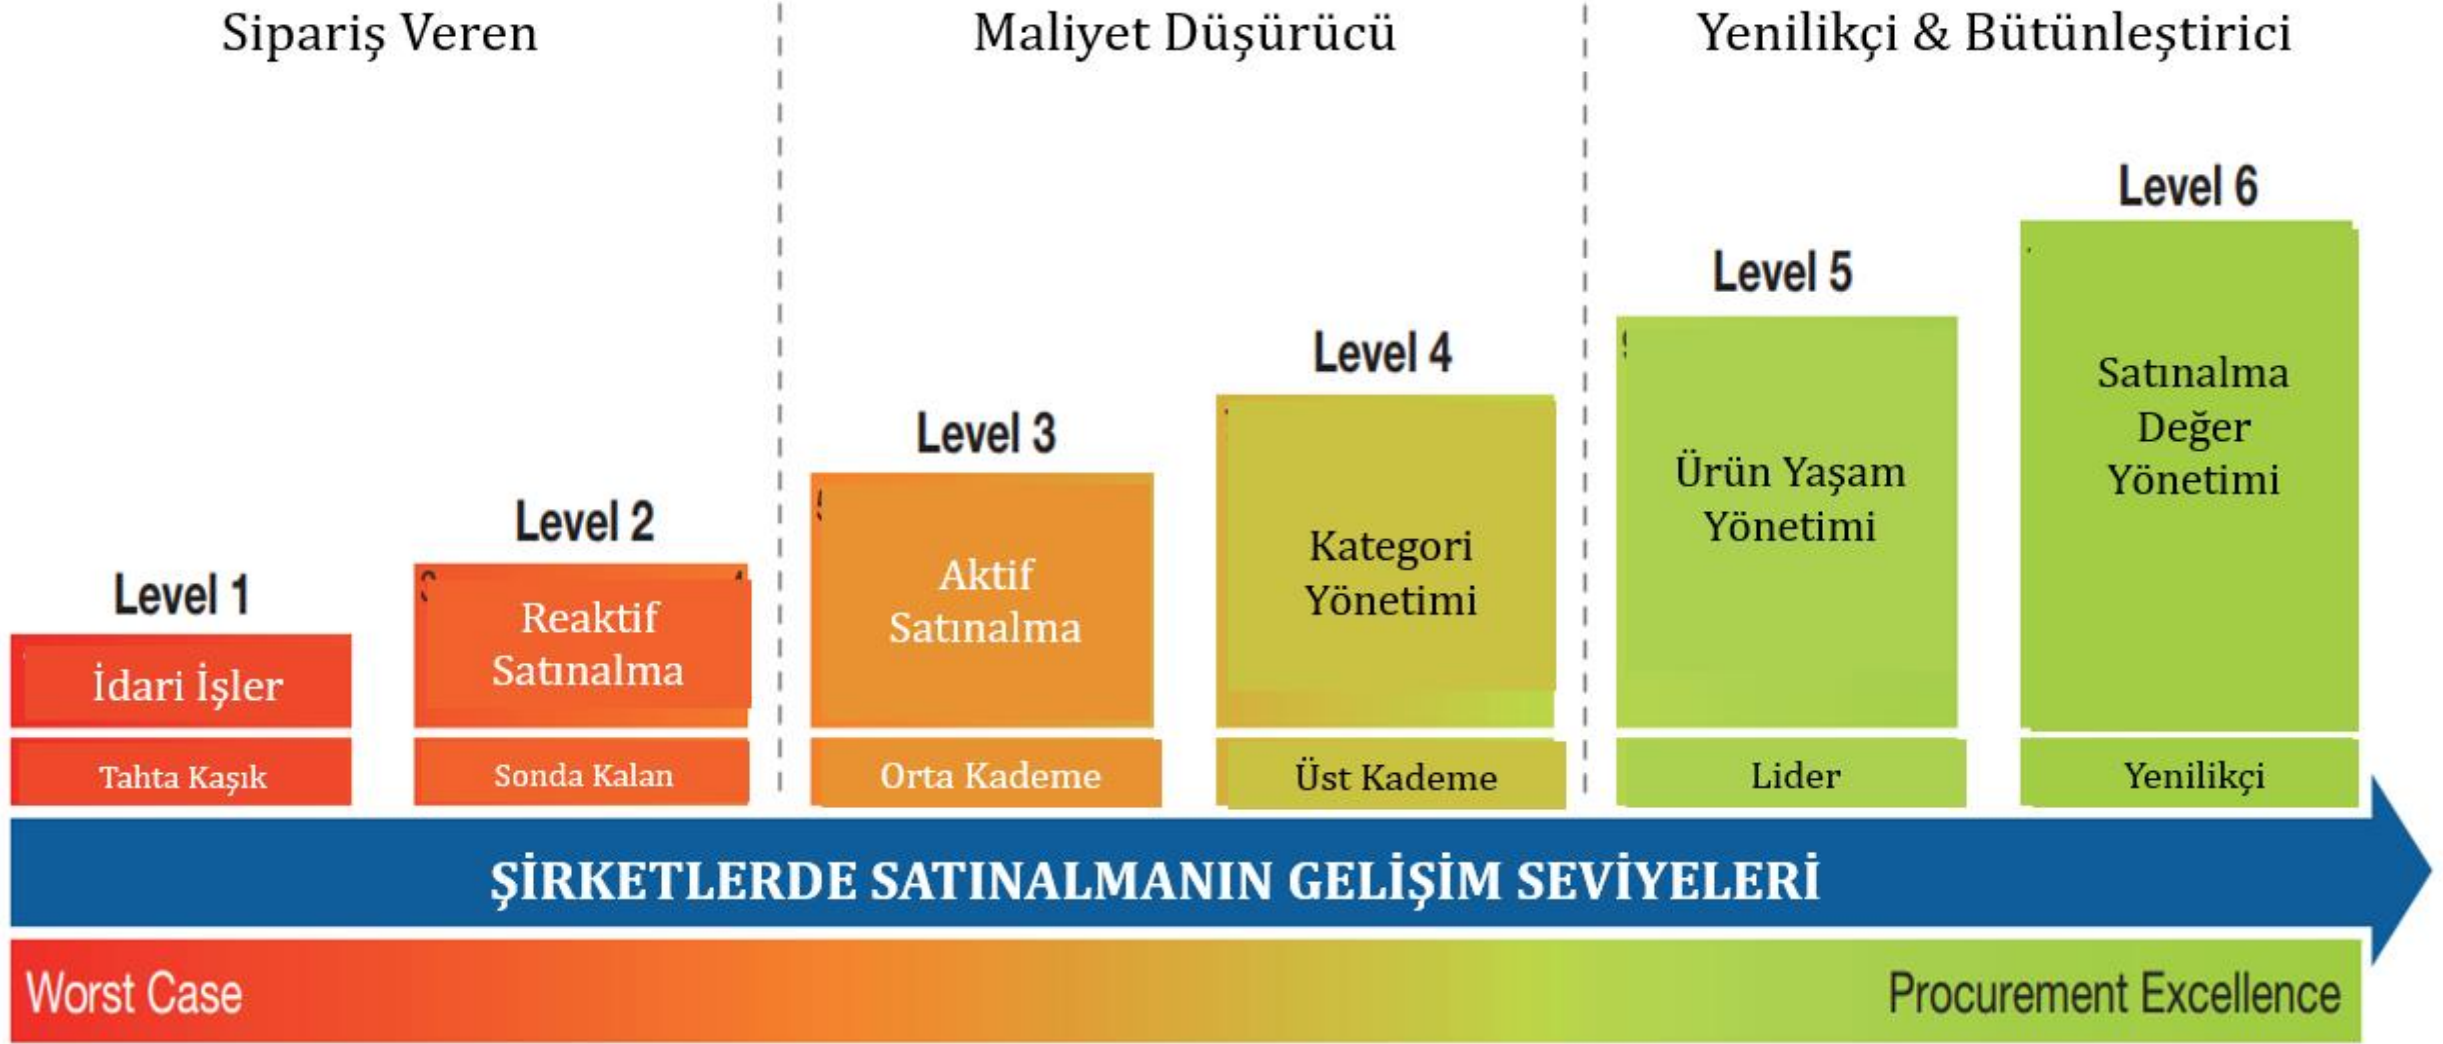 Sipariş Veren
Maliyet Düşürücü
Yenilikçi & Bütünleştirici
Level 1
İdari İşler
Tahta Kaşık
Level 2
Reaktif
Satınalma
Sonda Kalan
Level 3
Aktif
Satınalma
Orta Kademe
Level 4
Kategori
Yönetimi
Üst Kademe
Level 5
Ürün Yaşam
Yönetimi
Lider
Level 6
Satınalma
Değer
Yönetimi
Yenilikçi
ŞİRKETLERDE SATINALMANIN GELİŞİM SEVİYELERİ
Worst Case
Procurement Excellence